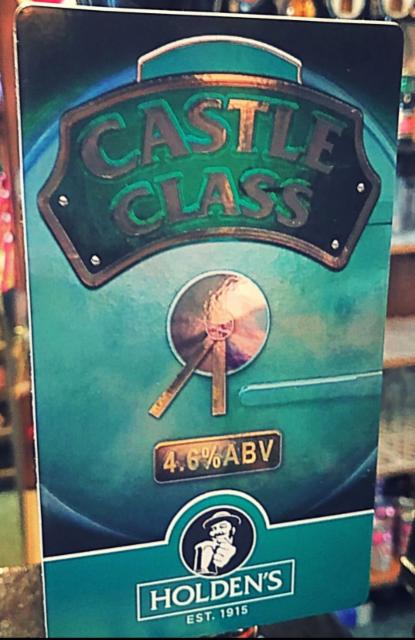 CASTLE
CLASS
4.6%ABV
HOLDEN'S
EST. 1915